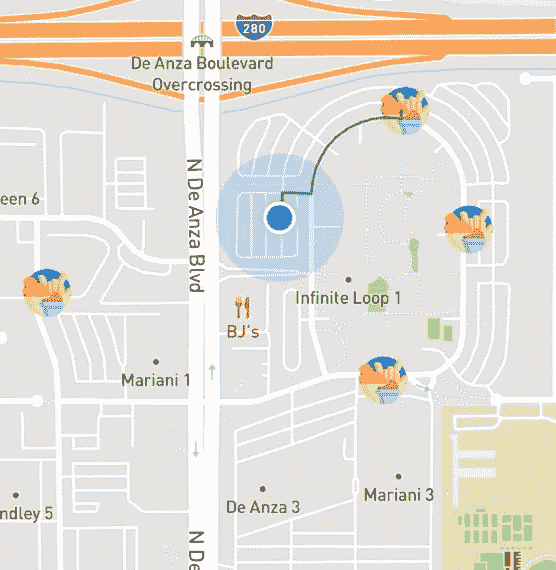 280
De Anza Boulevard
Overcrossing
N De Anza Blvd
een 6
Infinite Loop 1
BJ's
Mariani 1
De Anza 3
Mariani 3
ndley 5
N De